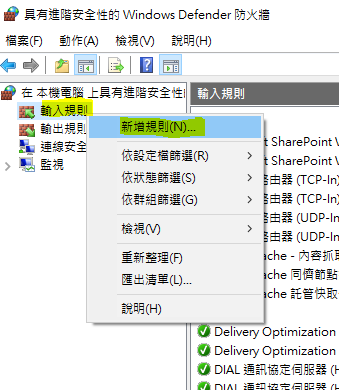 具有進階安全性的 Windows Defender 防火牆
檔案(F) 動作(A) 檢視(V) 說明(H)
在 本機電腦 上具有進階安全性
輸入規則
輸出規則
連線安全
監視
輸入規則
新增規則(N)...
依設定檔篩選(R)
依狀態篩選(S)
依群組篩選(G)
檢視(V)
重新整理(F)
匯出清單(L)...
說明(H)
t SharePoint W
t SharePoint W
路由器 (TCP-In)
路由器 (TCP-In)
路由器 (UDP-In
路由器 (UDP-In
ache - 內容抓取
ache 同儕節點
ache 託管快取
Delivery Optimization
Delivery Optimization
DIAL 通訊協定伺服器 (H
DIAL 通訊協定伺服器 (H